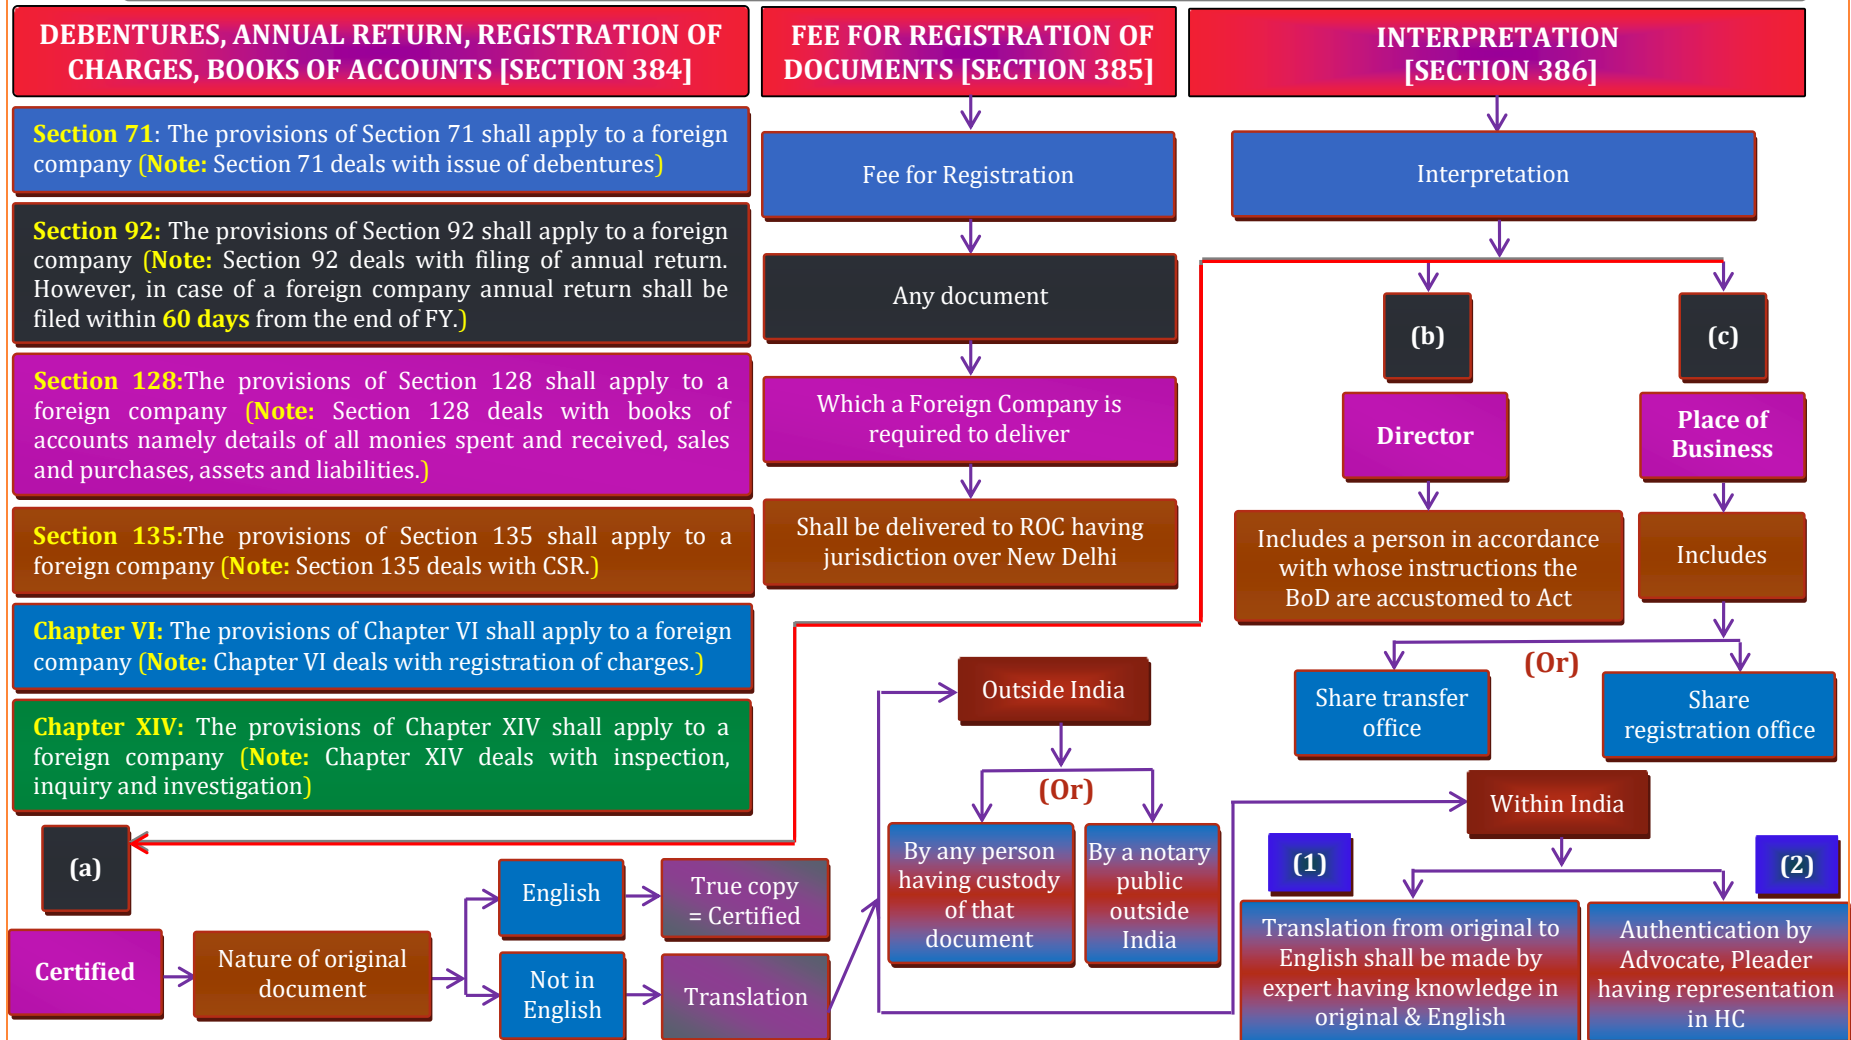 DEBENTURES, ANNUAL RETURN, REGISTRATION OF
CHARGES, BOOKS OF ACCOUNTS [SECTION 384]
Section 71: The provisions of Section 71 shall apply to a foreign
company (Note: Section 71 deals with issue of debentures)
Section 92: The provisions of Section 92 shall apply to a foreign
company (Note: Section 92 deals with filing of annual return.
However, in case of a foreign company annual return shall be
filed within 60 days from the end of FY.)
Section 128:The provisions of Section 128 shall apply to a
foreign company (Note: Section 128 deals with books of
accounts namely details of all monies spent and received, sales
and purchases, assets and liabilities.)
Section 135:The provisions of Section 135 shall apply to a
foreign company (Note: Section 135 deals with CSR.)
Chapter VI: The provisions of Chapter VI shall apply to a foreign
company (Note: Chapter VI deals with registration of charges.)
Chapter XIV: The provisions of Chapter XIV shall apply to a
foreign company (Note: Chapter XIV deals with inspection,
inquiry and investigation)
FEE FOR REGISTRATION OF
DOCUMENTS [SECTION 385]
Fee for Registration
Any document
Which a Foreign Company is
required to deliver
Shall be delivered to ROC having
jurisdiction over New Delhi
INTERPRETATION
[SECTION 386]
Interpretation
(b)
Director
Includes a person in accordance
with whose instructions the
BoD are accustomed to Act
(c)
Place of
Business
Includes
(Or)
Share transfer
office
Share
registration office
(a)
Certified
Nature of original
document
English
True copy
= Certified
Not in
English
Translation
Outside India
(Or)
By any person
having custody
of that
document
By a notary
public
outside
India
Within India
(1)
Translation from original to
English shall be made by
expert having knowledge in
original & English
(2)
Authentication by
Advocate, Pleader
having representation
in HC